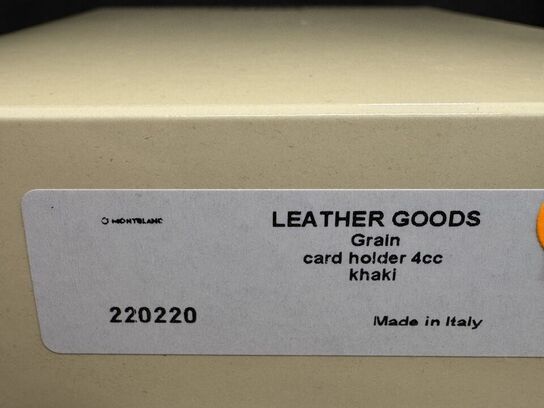 MONTBLANC
LEATHER GOODS
Grain
card holder 4cc
khaki
220220
Made in Italy